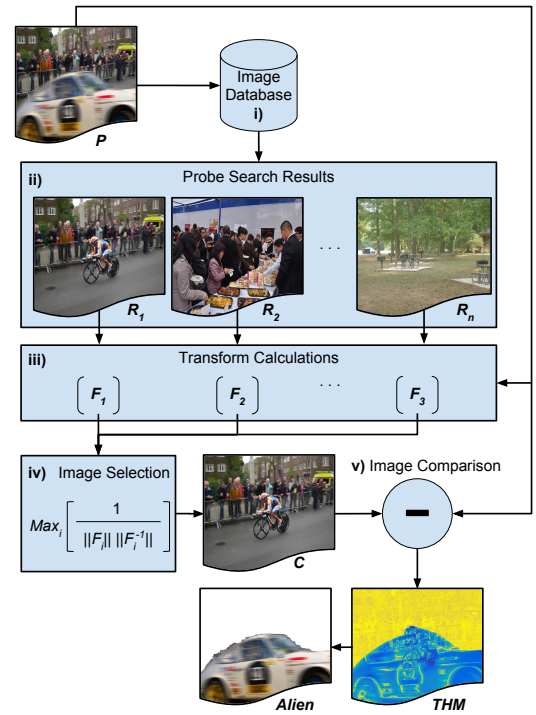 P
Image
Database
i)
ii) Probe Search Results
. . .
R1 R2 Rn
iii) Transform Calculations
. . .
[F1] [F2] [F3]
iv) Image Selection
Maxi [ 1 / ||Fi|| ||Fi-1|| ]
C
v) Image Comparison
Alien
THM